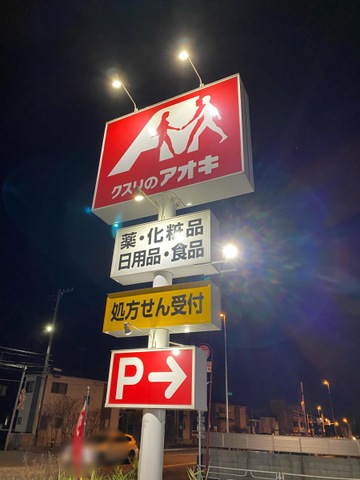 クスリのアオキ
薬・化粧品
日用品・食品
処方せん受付
P→